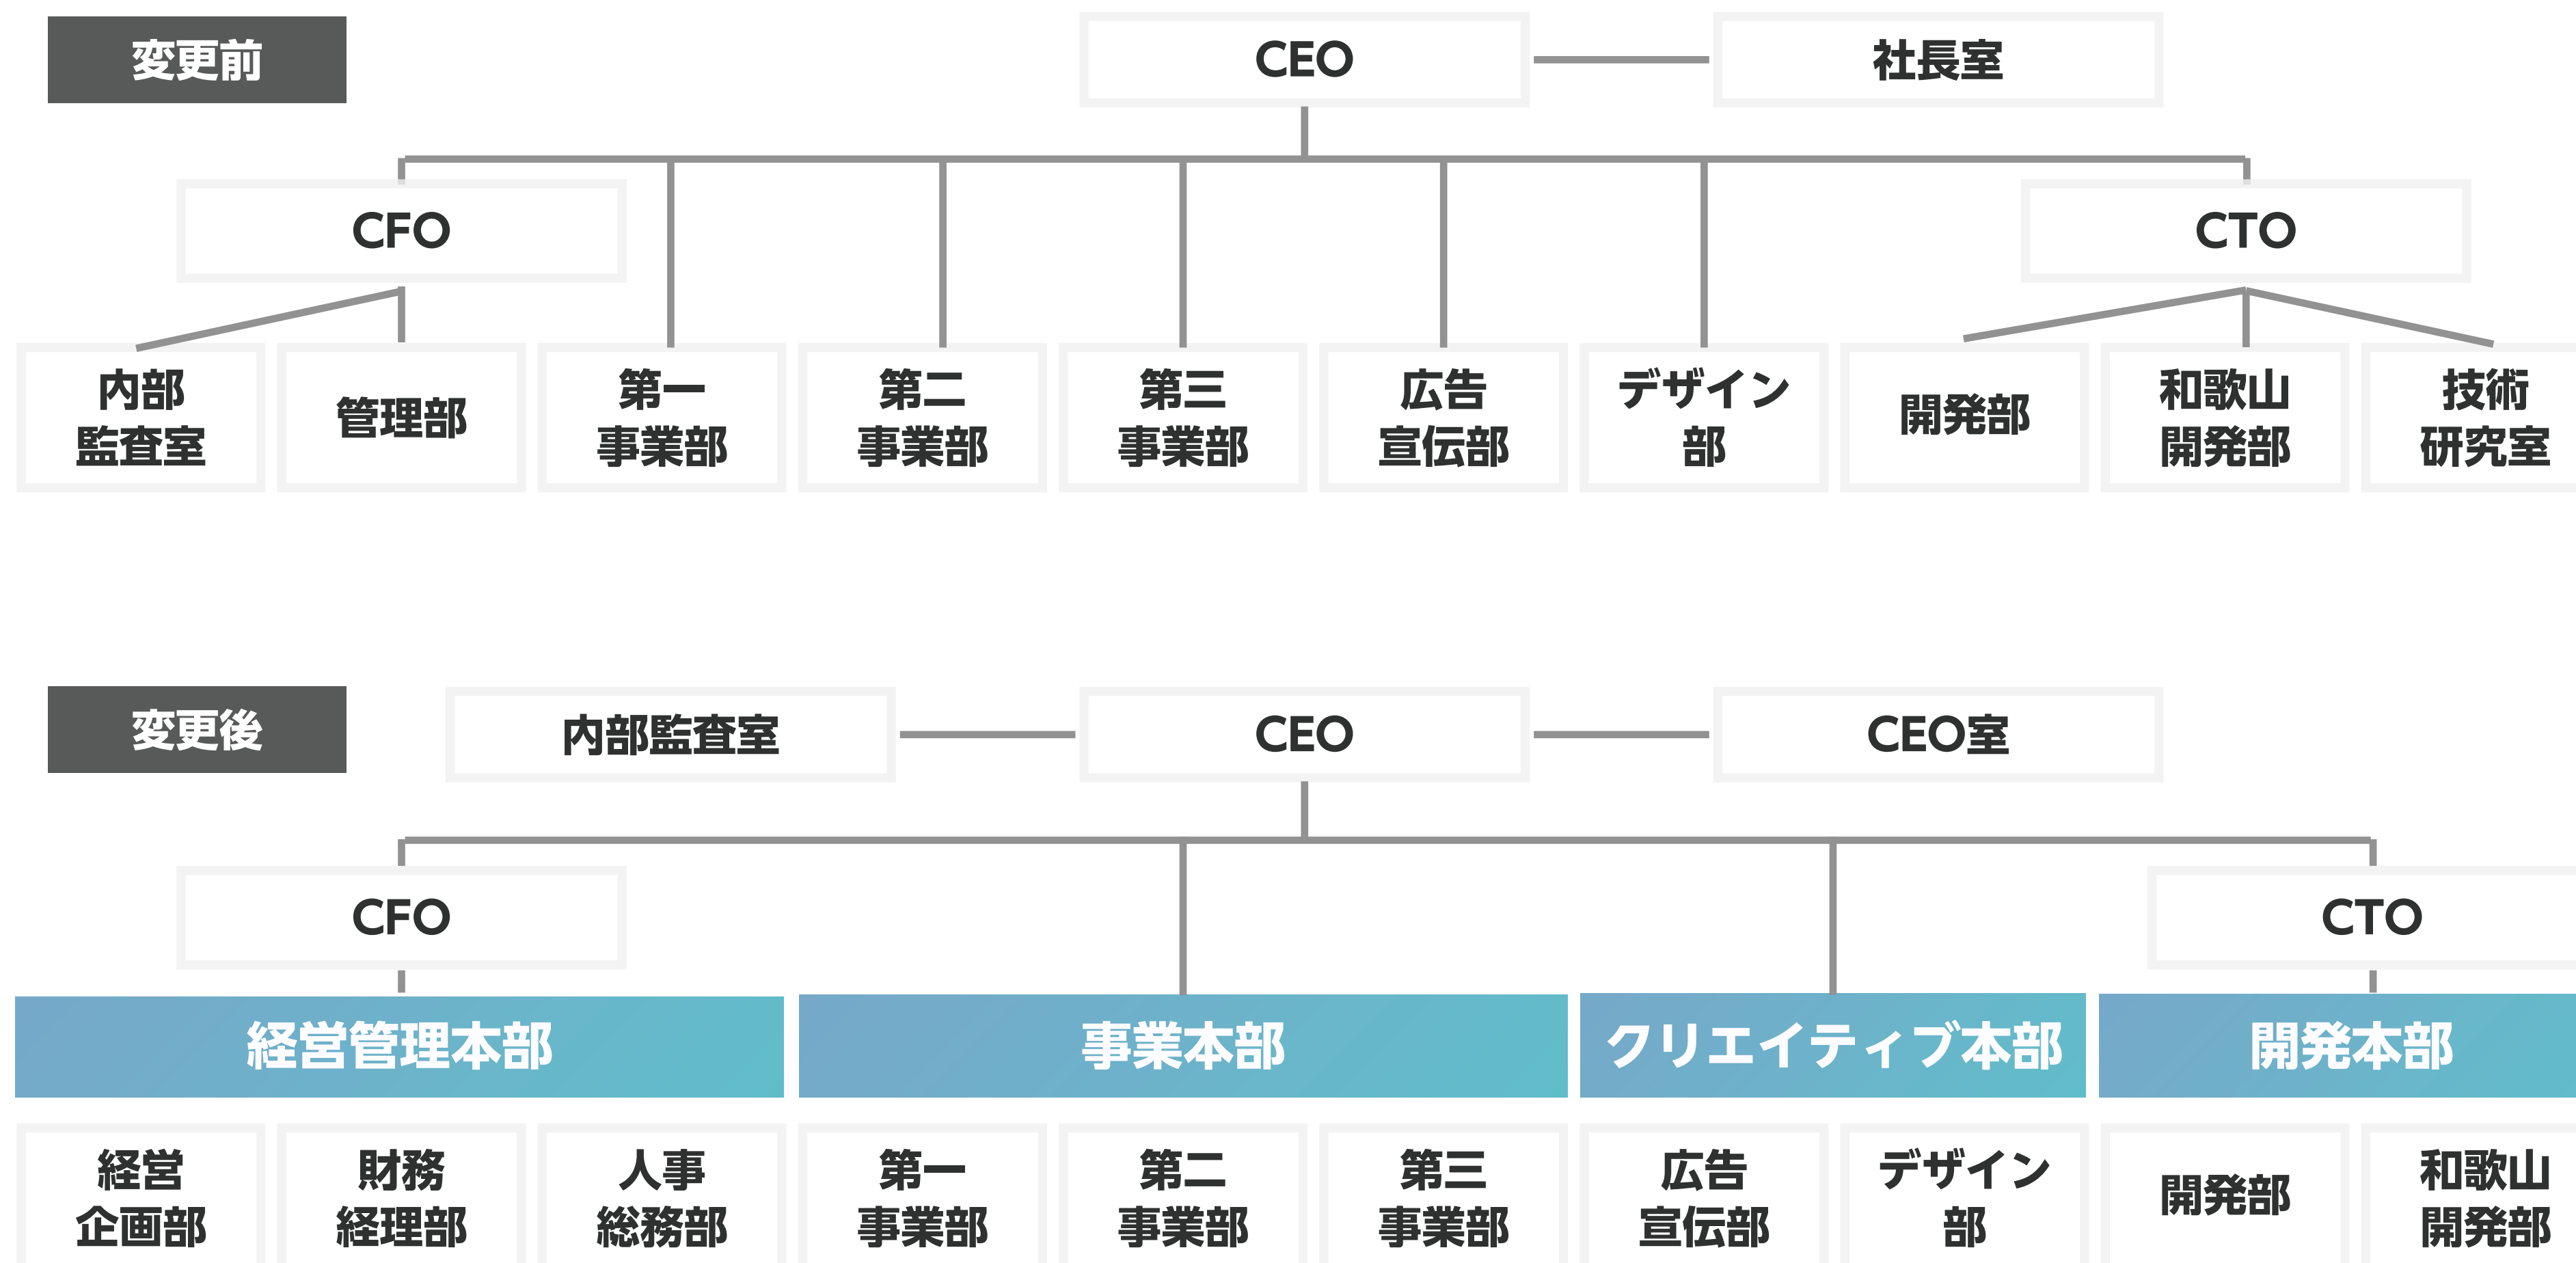 変更前
CEO
社長室
CFO
CTO
内部
監査室
管理部
第一
事業部
第二
事業部
第三
事業部
広告
宣伝部
デザイン
部
開発部
和歌山
開発部
技術
研究室
変更後
内部監査室
CEO
CEO室
CFO
CTO
経営管理本部
事業本部
クリエイティブ本部
開発本部
経営
企画部
財務
経理部
人事
総務部
第一
事業部
第二
事業部
第三
事業部
広告
宣伝部
デザイン
部
開発部
和歌山
開発部